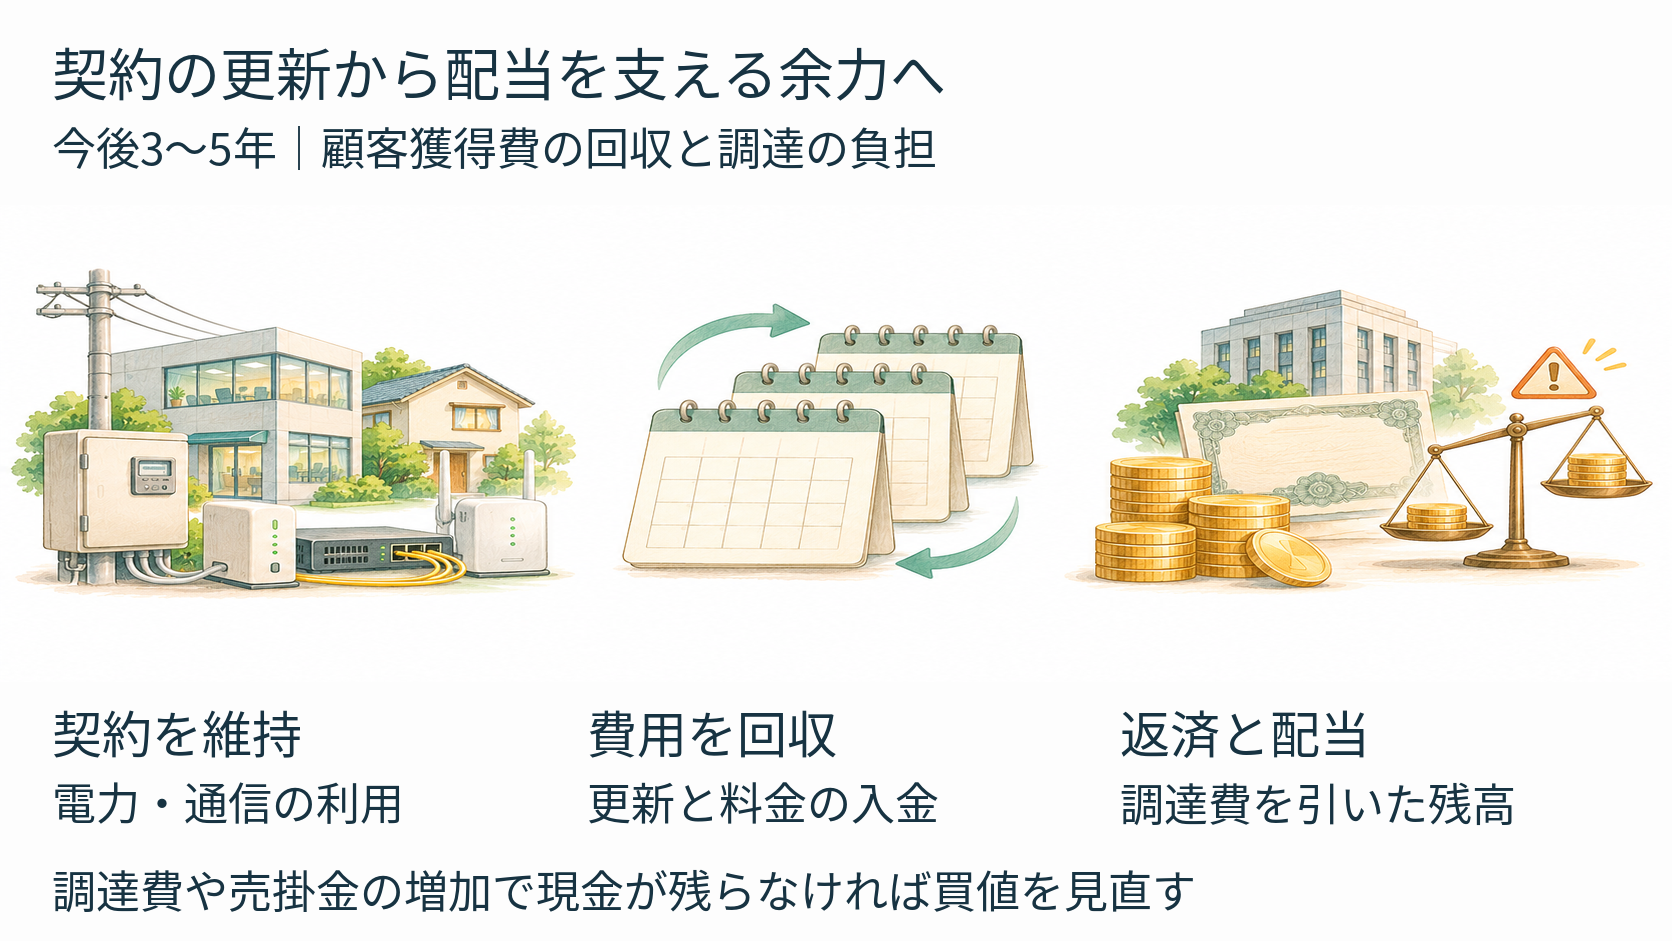 契約の更新から配当を支える余力へ
今後3〜5年｜顧客獲得費の回収と調達の負担
契約を維持
電力・通信の利用
費用を回収
更新と料金の入金
返済と配当
調達費を引いた残高
調達費や売掛金の増加で現金が残らなければ買値を見直す